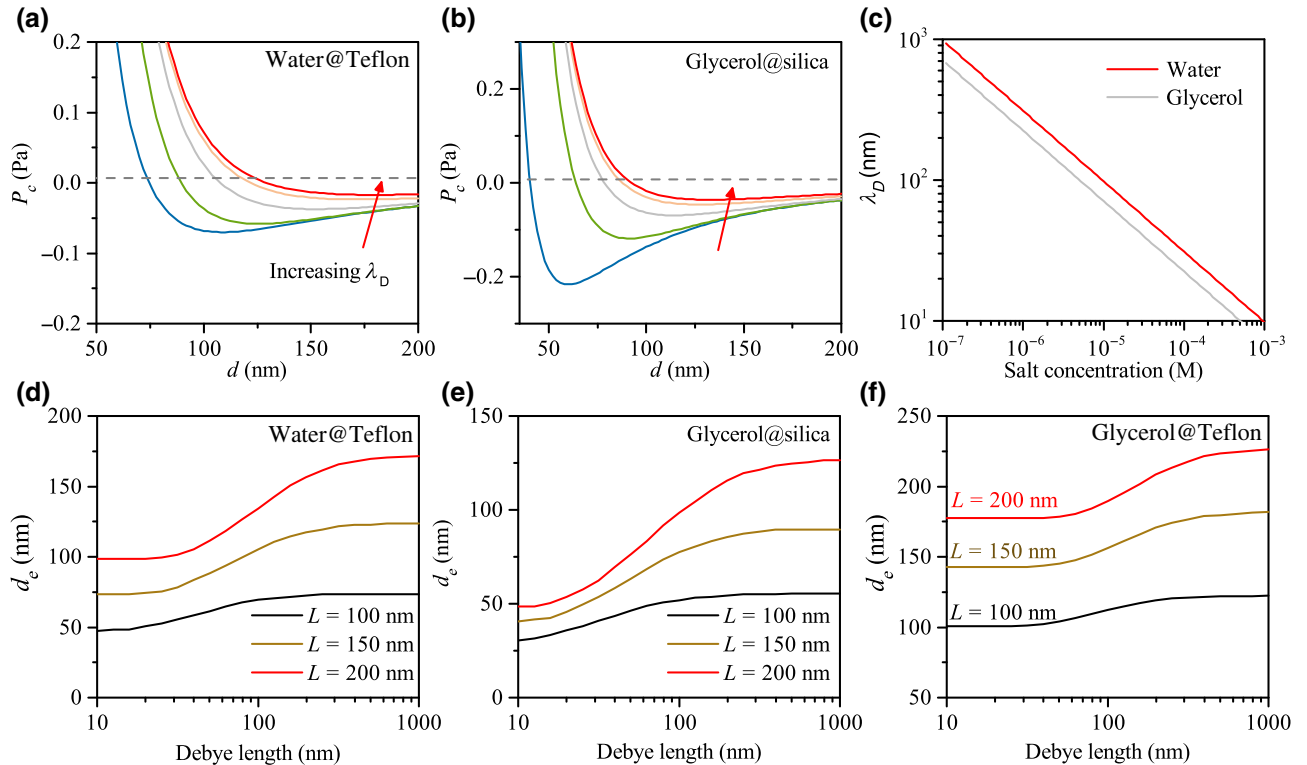 (a)
Water@Teflon
P_c (Pa)
0.2
0.1
0.0
−0.1
−0.2
Increasing λ_D
50
100
150
200
d (nm)
(b)
Glycerol@silica
P_c (Pa)
0.2
0.0
−0.2
50
100
150
200
d (nm)
(c)
Water
Glycerol
λ_D (nm)
10^3
10^2
10^1
10^−7
10^−6
10^−5
10^−4
10^−3
Salt concentration (M)
(d)
Water@Teflon
d_e (nm)
200
150
100
50
0
L = 100 nm
L = 150 nm
L = 200 nm
10
100
1000
Debye length (nm)
(e)
Glycerol@silica
d_e (nm)
150
100
50
0
L = 100 nm
L = 150 nm
L = 200 nm
10
100
1000
Debye length (nm)
(f)
Glycerol@Teflon
d_e (nm)
250
200
150
100
50
L = 200 nm
L = 150 nm
L = 100 nm
10
100
1000
Debye length (nm)